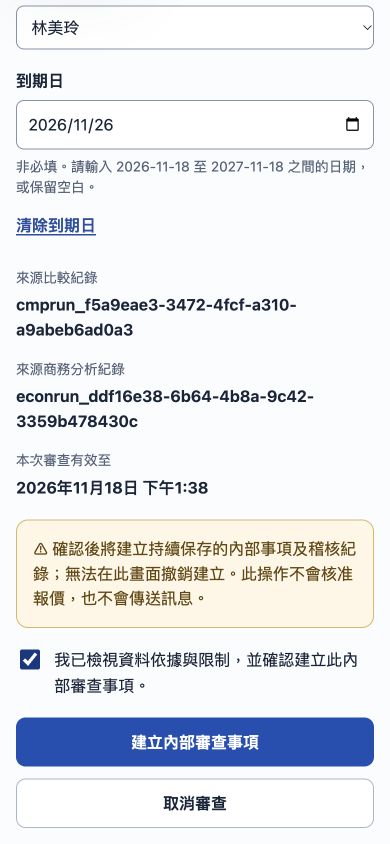 林美玲
到期日
2026/11/26
非必填。請輸入 2026-11-18 至 2027-11-18 之間的日期，
或保留空白。
清除到期日
來源比較紀錄
cmprun_f5a9eae3-3472-4fcf-a310-
a9abeb6ad0a3
來源商務分析紀錄
econrun_ddf16e38-6b64-4b8a-9c42-
3359b478430c
本次審查有效至
2026年11月18日 下午1:38
⚠ 確認後將建立持續保存的內部事項及稽核紀
錄；無法在此畫面撤銷建立。此操作不會核准
報價，也不會傳送訊息。
我已檢視資料依據與限制，並確認建立此內
部審查事項。
建立內部審查事項
取消審查